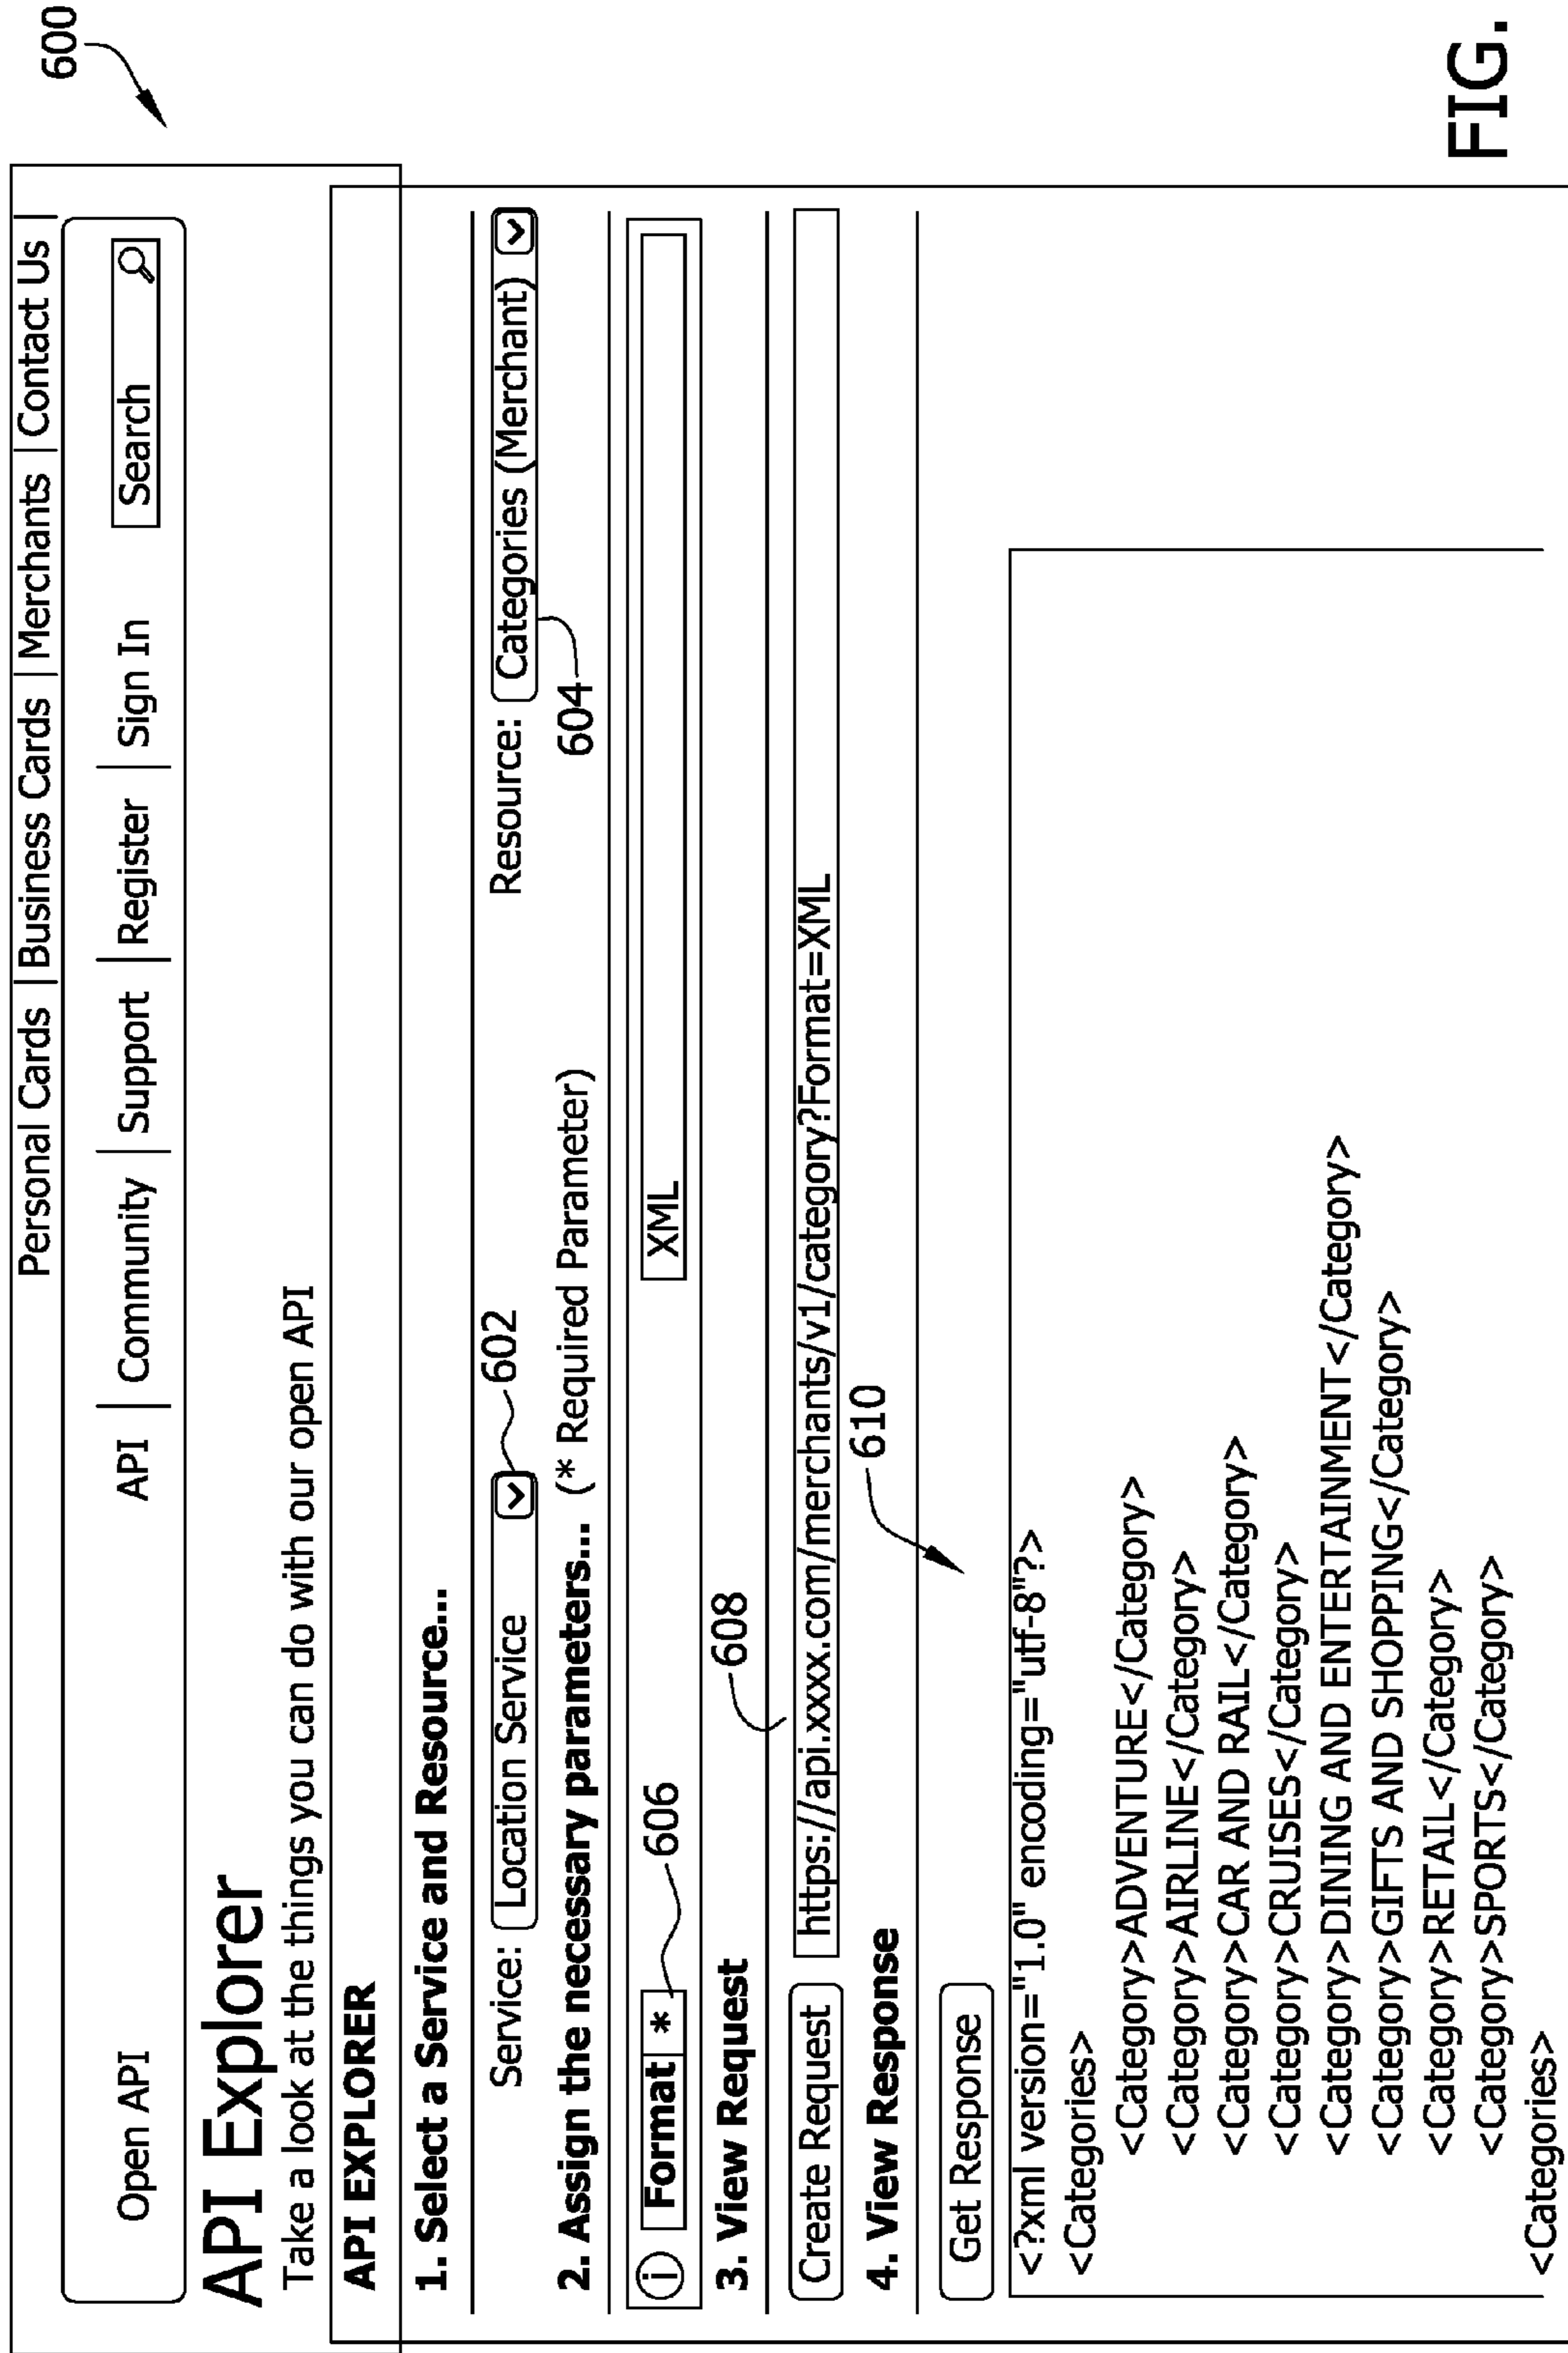 600
Personal Cards | Business Cards | Merchants | Contact Us |
Open API API | Community | Support | Register | Sign In Search
API Explorer
Take a look at the things you can do with our open API
API EXPLORER
1. Select a Service and Resource...
Service: Location Service 602 Resource: Categories (Merchant)
604
2. Assign the necessary parameters... (* Required Parameter)
i Format * 606 XML
3. View Request 608
Create Request https://api.xxxx.com/merchants/v1/category?Format=XML
4. View Response 610
Get Response
<?xml version="1.0" encoding="utf-8"?>
<Categories>
<Category>ADVENTURE</Category>
<Category>AIRLINE</Category>
<Category>CAR AND RAIL</Category>
<Category>CRUISES</Category>
<Category>DINING AND ENTERTAINMENT</Category>
<Category>GIFTS AND SHOPPING</Category>
<Category>RETAIL</Category>
<Category>SPORTS</Category>
<Categories>
FIG.